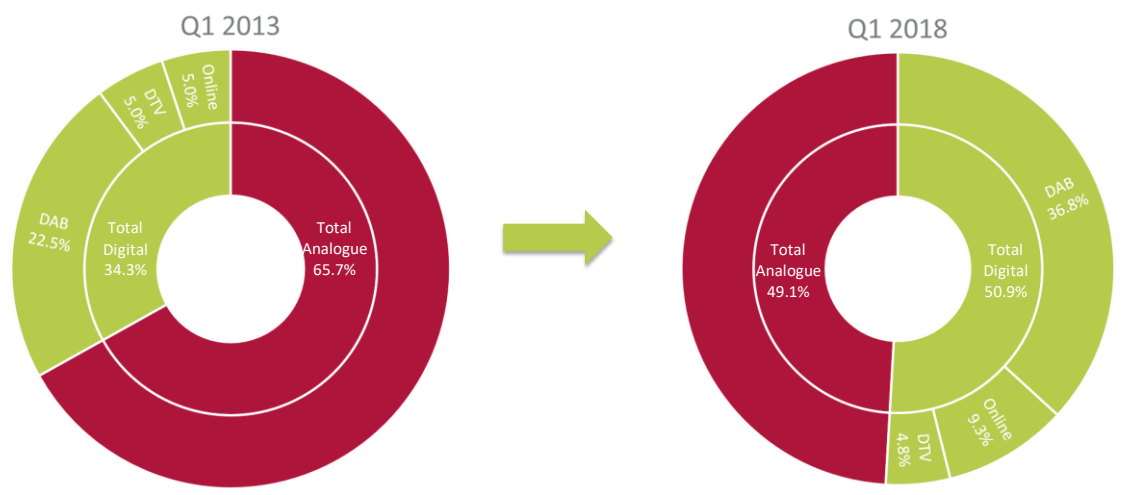 Q1 2013
Online
5.0%
DTV
5.0%
DAB
22.5%
Total
Digital
34.3%
Total
Analogue
65.7%
Q1 2018
DAB
36.8%
Total
Analogue
49.1%
Total
Digital
50.9%
Online
9.3%
DTV
4.8%